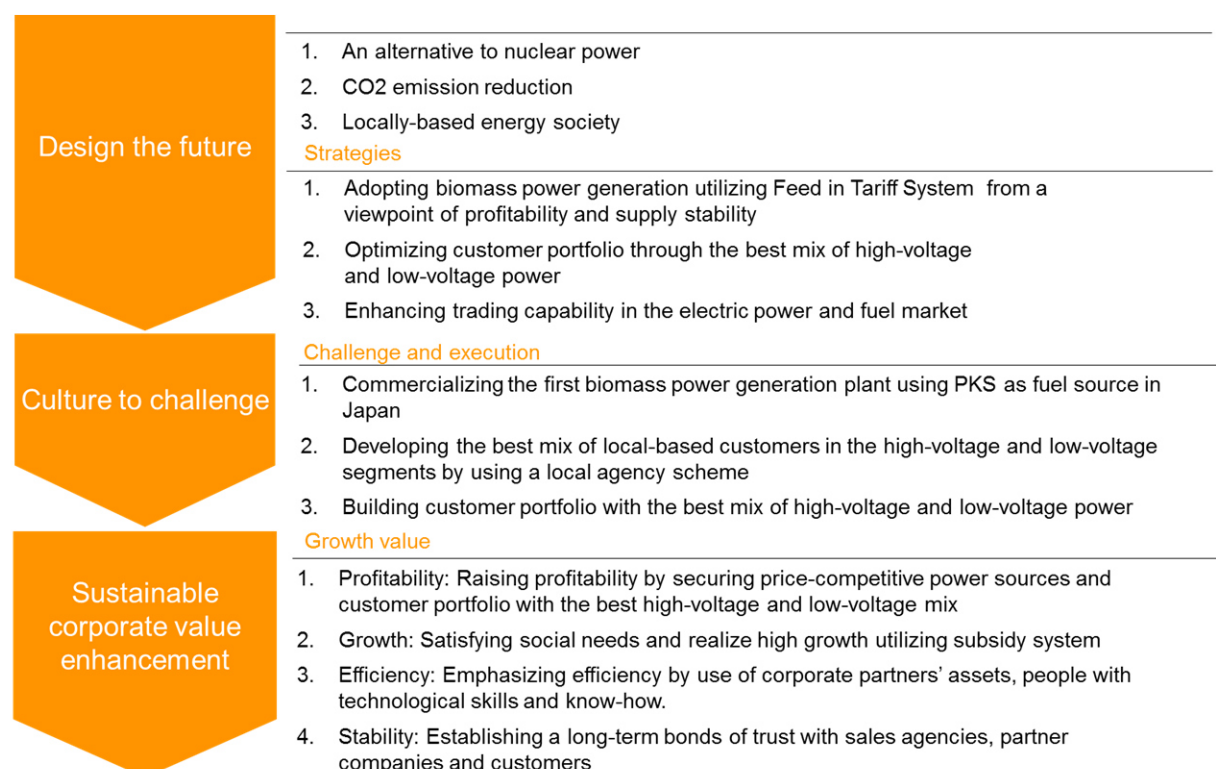 Design the future
1. An alternative to nuclear power
2. CO2 emission reduction
3. Locally-based energy society
Strategies
1. Adopting biomass power generation utilizing Feed in Tariff System from a
viewpoint of profitability and supply stability
2. Optimizing customer portfolio through the best mix of high-voltage
and low-voltage power
3. Enhancing trading capability in the electric power and fuel market
Culture to challenge
Challenge and execution
1. Commercializing the first biomass power generation plant using PKS as fuel source in
Japan
2. Developing the best mix of local-based customers in the high-voltage and low-voltage
segments by using a local agency scheme
3. Building customer portfolio with the best mix of high-voltage and low-voltage power
Sustainable
corporate value
enhancement
Growth value
1. Profitability: Raising profitability by securing price-competitive power sources and
customer portfolio with the best high-voltage and low-voltage mix
2. Growth: Satisfying social needs and realize high growth utilizing subsidy system
3. Efficiency: Emphasizing efficiency by use of corporate partners' assets, people with
technological skills and know-how.
4. Stability: Establishing a long-term bonds of trust with sales agencies, partner
companies and customers